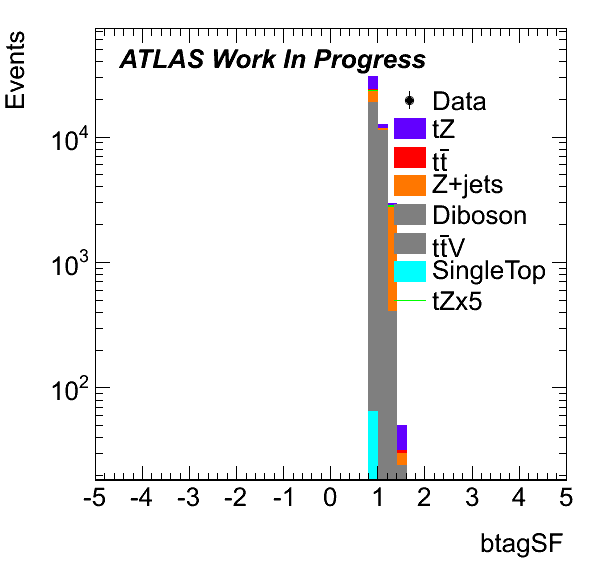 Events
ATLAS Work In Progress
Data
tZ
tt̄
Z+jets
Diboson
tt̄V
SingleTop
tZx5
10⁴
10³
10²
-5 -4 -3 -2 -1 0 1 2 3 4 5
btagSF